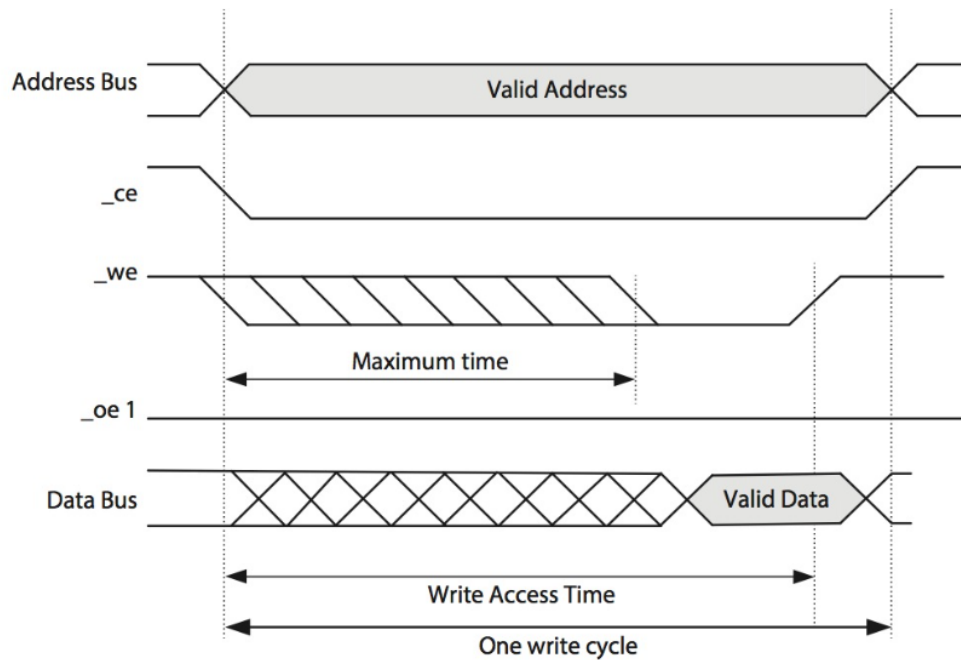 Address Bus
Valid Address
_ce
_we
Maximum time
_oe 1
Data Bus
Valid Data
Write Access Time
One write cycle